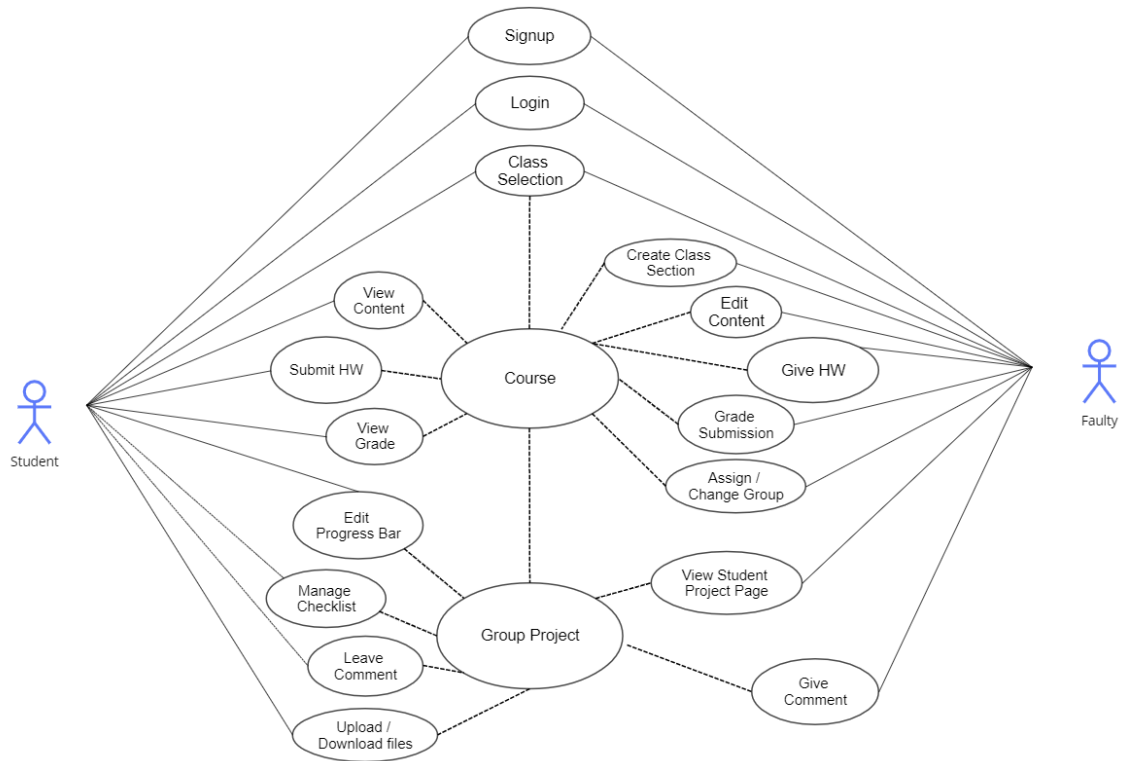 Signup
Login
Class
Selection
Create Class
Section
View
Content
Edit
Content
Submit HW
Course
Give HW
View
Grade
Grade
Submission
Student
Faulty
Assign /
Change Group
Edit
Progress Bar
Manage
Checklist
View Student
Project Page
Group Project
Leave
Comment
Give
Comment
Upload /
Download files